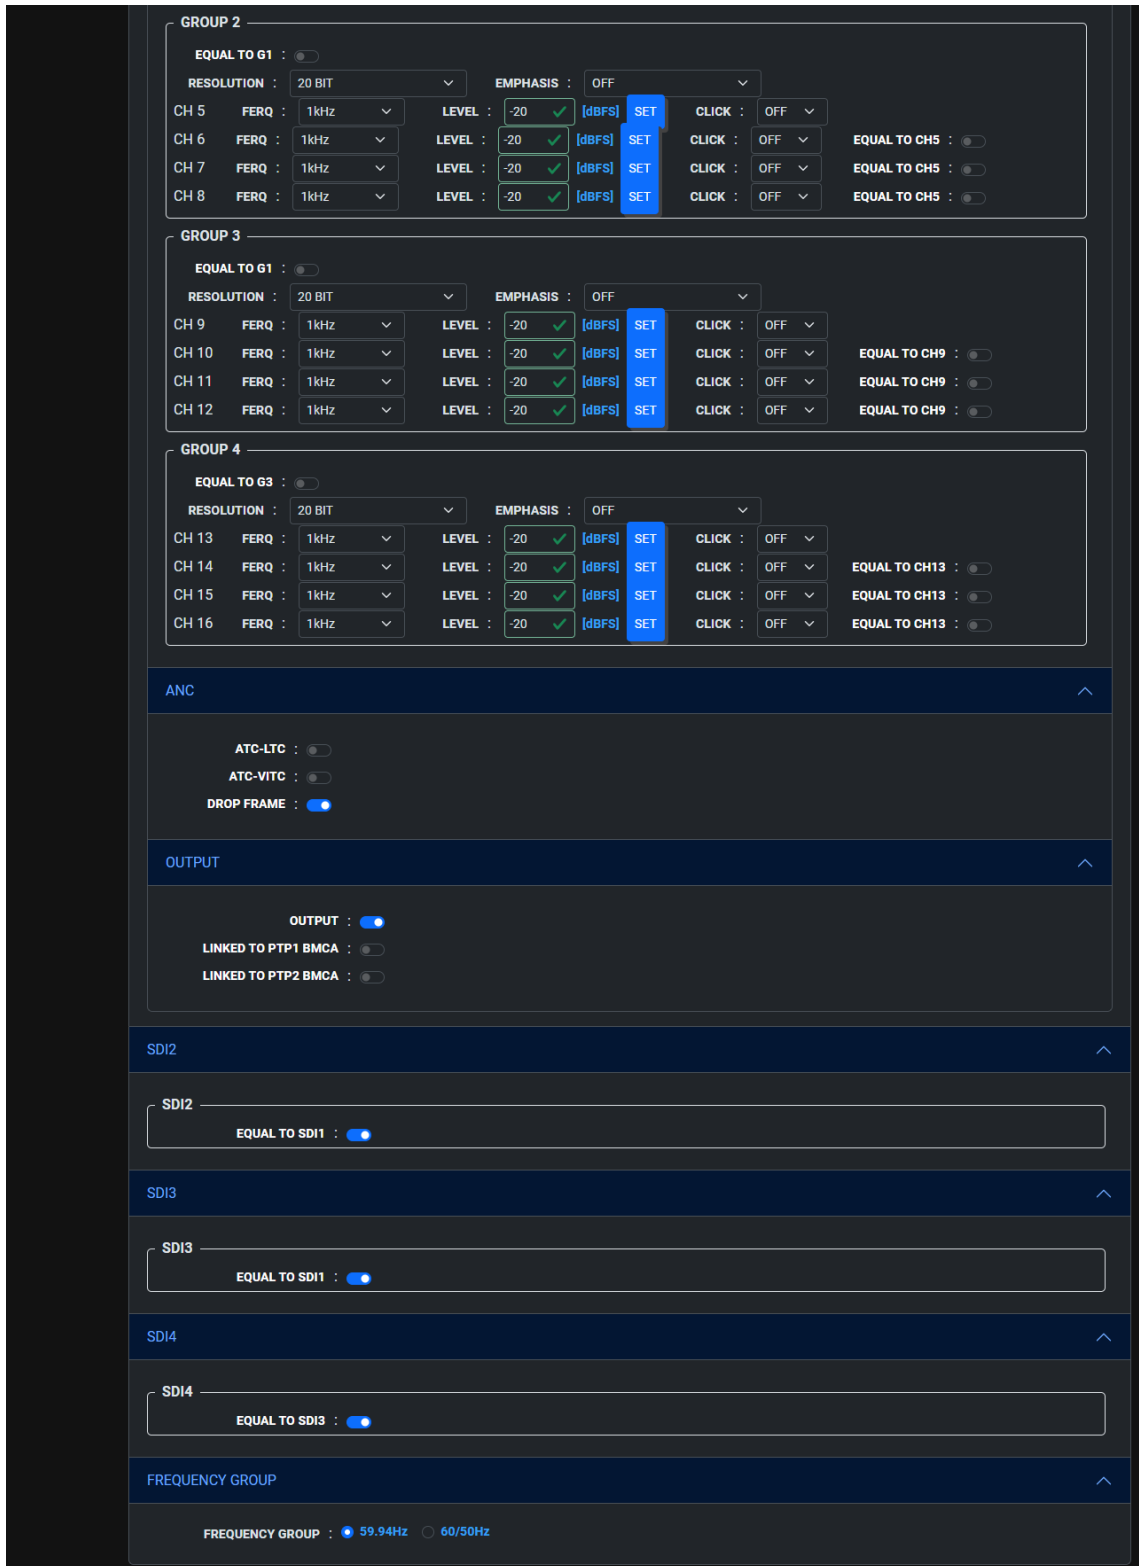 GROUP 2
EQUAL TO G1 :
RESOLUTION : 20 BIT EMPHASIS : OFF
CH 5 FERQ : 1kHz LEVEL : -20 [dBFS] SET CLICK : OFF
CH 6 FERQ : 1kHz LEVEL : -20 [dBFS] SET CLICK : OFF EQUAL TO CH5 :
CH 7 FERQ : 1kHz LEVEL : -20 [dBFS] SET CLICK : OFF EQUAL TO CH5 :
CH 8 FERQ : 1kHz LEVEL : -20 [dBFS] SET CLICK : OFF EQUAL TO CH5 :
GROUP 3
EQUAL TO G1 :
RESOLUTION : 20 BIT EMPHASIS : OFF
CH 9 FERQ : 1kHz LEVEL : -20 [dBFS] SET CLICK : OFF
CH 10 FERQ : 1kHz LEVEL : -20 [dBFS] SET CLICK : OFF EQUAL TO CH9 :
CH 11 FERQ : 1kHz LEVEL : -20 [dBFS] SET CLICK : OFF EQUAL TO CH9 :
CH 12 FERQ : 1kHz LEVEL : -20 [dBFS] SET CLICK : OFF EQUAL TO CH9 :
GROUP 4
EQUAL TO G3 :
RESOLUTION : 20 BIT EMPHASIS : OFF
CH 13 FERQ : 1kHz LEVEL : -20 [dBFS] SET CLICK : OFF
CH 14 FERQ : 1kHz LEVEL : -20 [dBFS] SET CLICK : OFF EQUAL TO CH13 :
CH 15 FERQ : 1kHz LEVEL : -20 [dBFS] SET CLICK : OFF EQUAL TO CH13 :
CH 16 FERQ : 1kHz LEVEL : -20 [dBFS] SET CLICK : OFF EQUAL TO CH13 :
ANC
ATC-LTC :
ATC-VITC :
DROP FRAME :
OUTPUT
OUTPUT :
LINKED TO PTP1 BMCA :
LINKED TO PTP2 BMCA :
SDI2
SDI2
EQUAL TO SDI1 :
SDI3
SDI3
EQUAL TO SDI1 :
SDI4
SDI4
EQUAL TO SDI3 :
FREQUENCY GROUP
FREQUENCY GROUP : 59.94Hz 60/50Hz